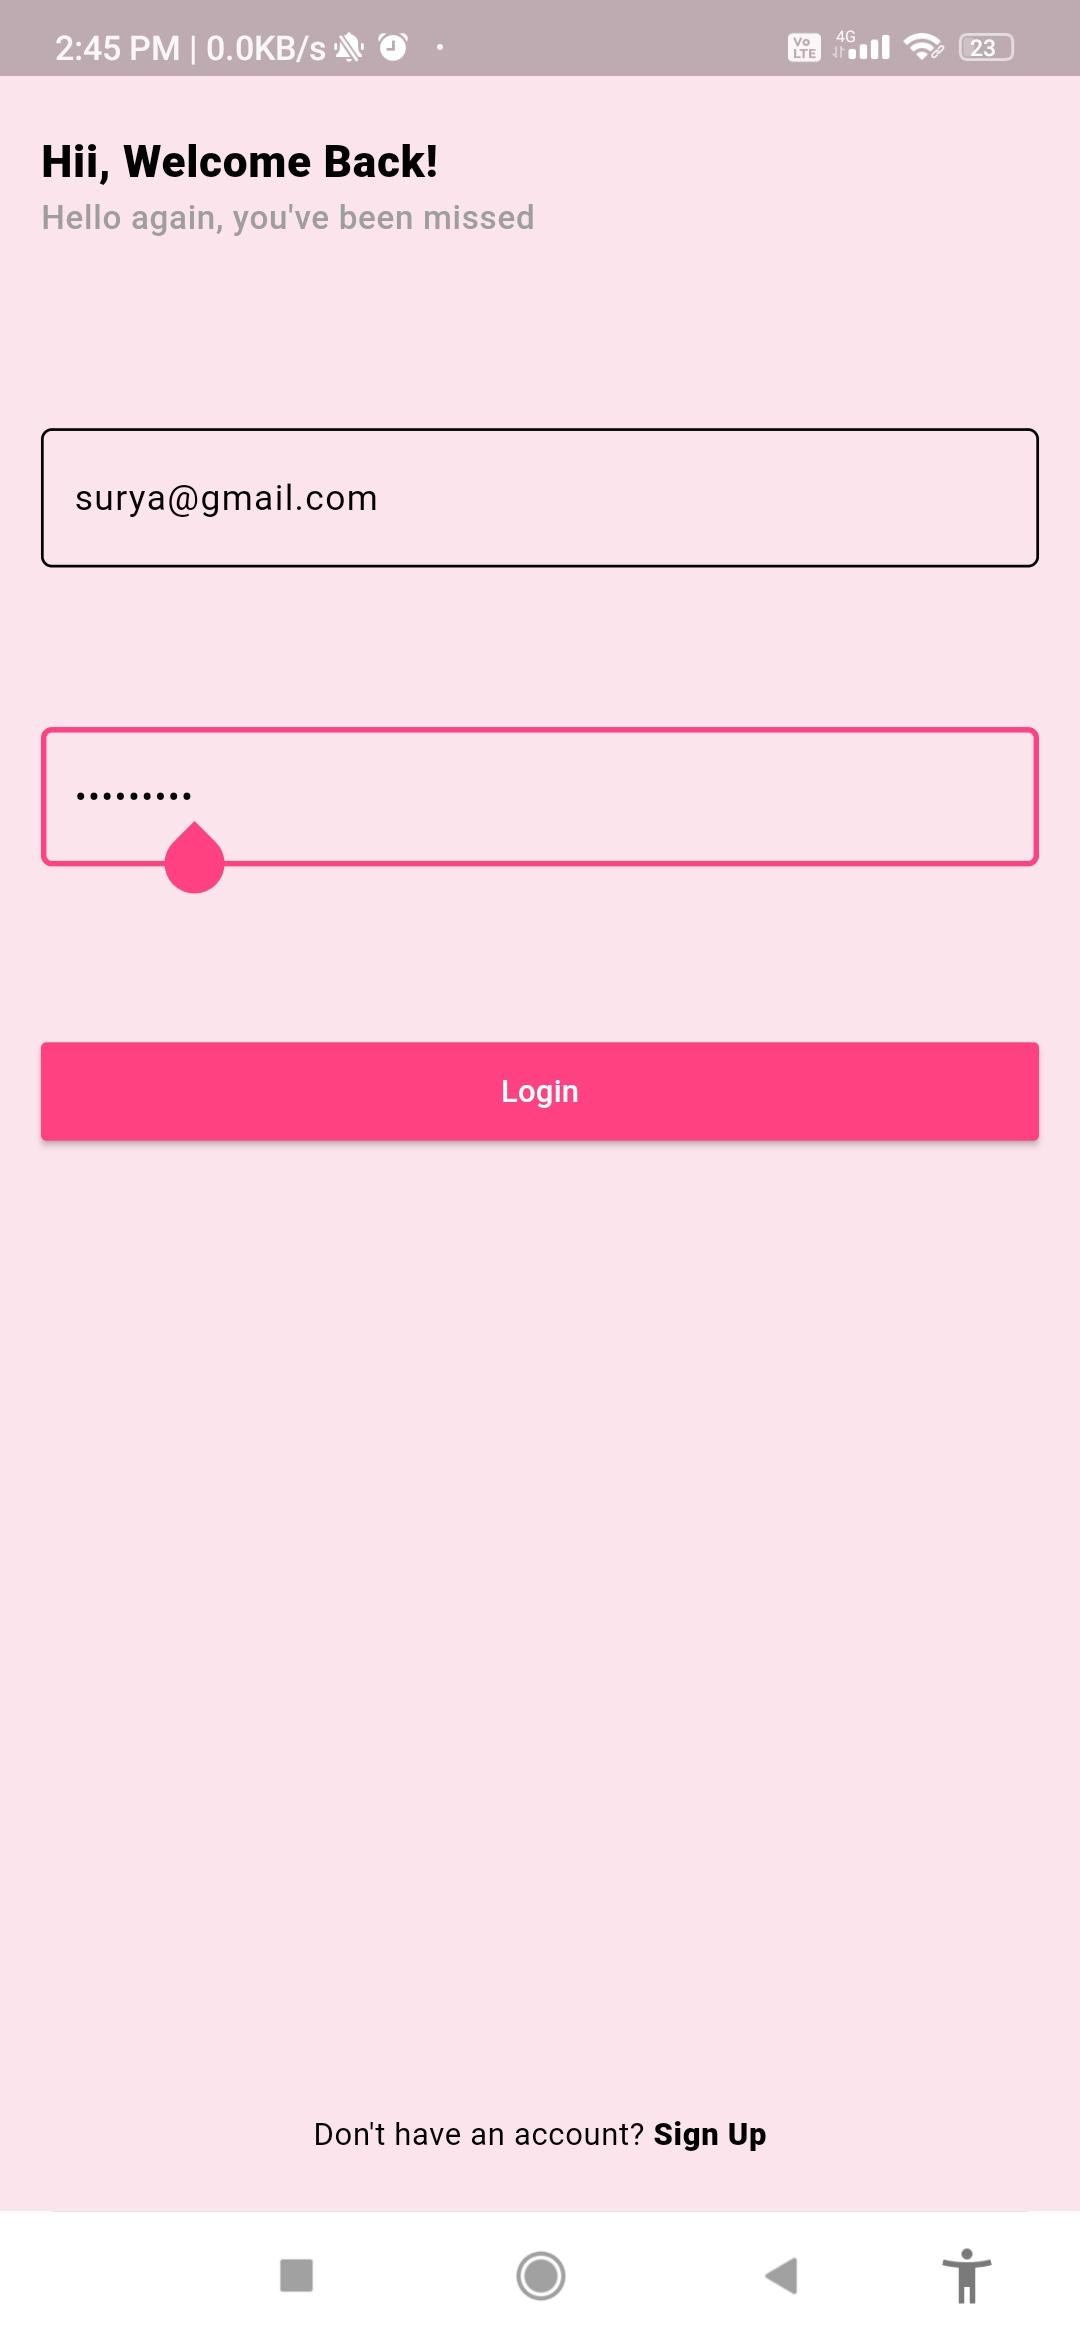 2:45 PM | 0.0KB/s
Vo LTE 4G 23
Hii, Welcome Back!
Hello again, you've been missed
surya@gmail.com
•••••••••
Login
Don't have an account? Sign Up